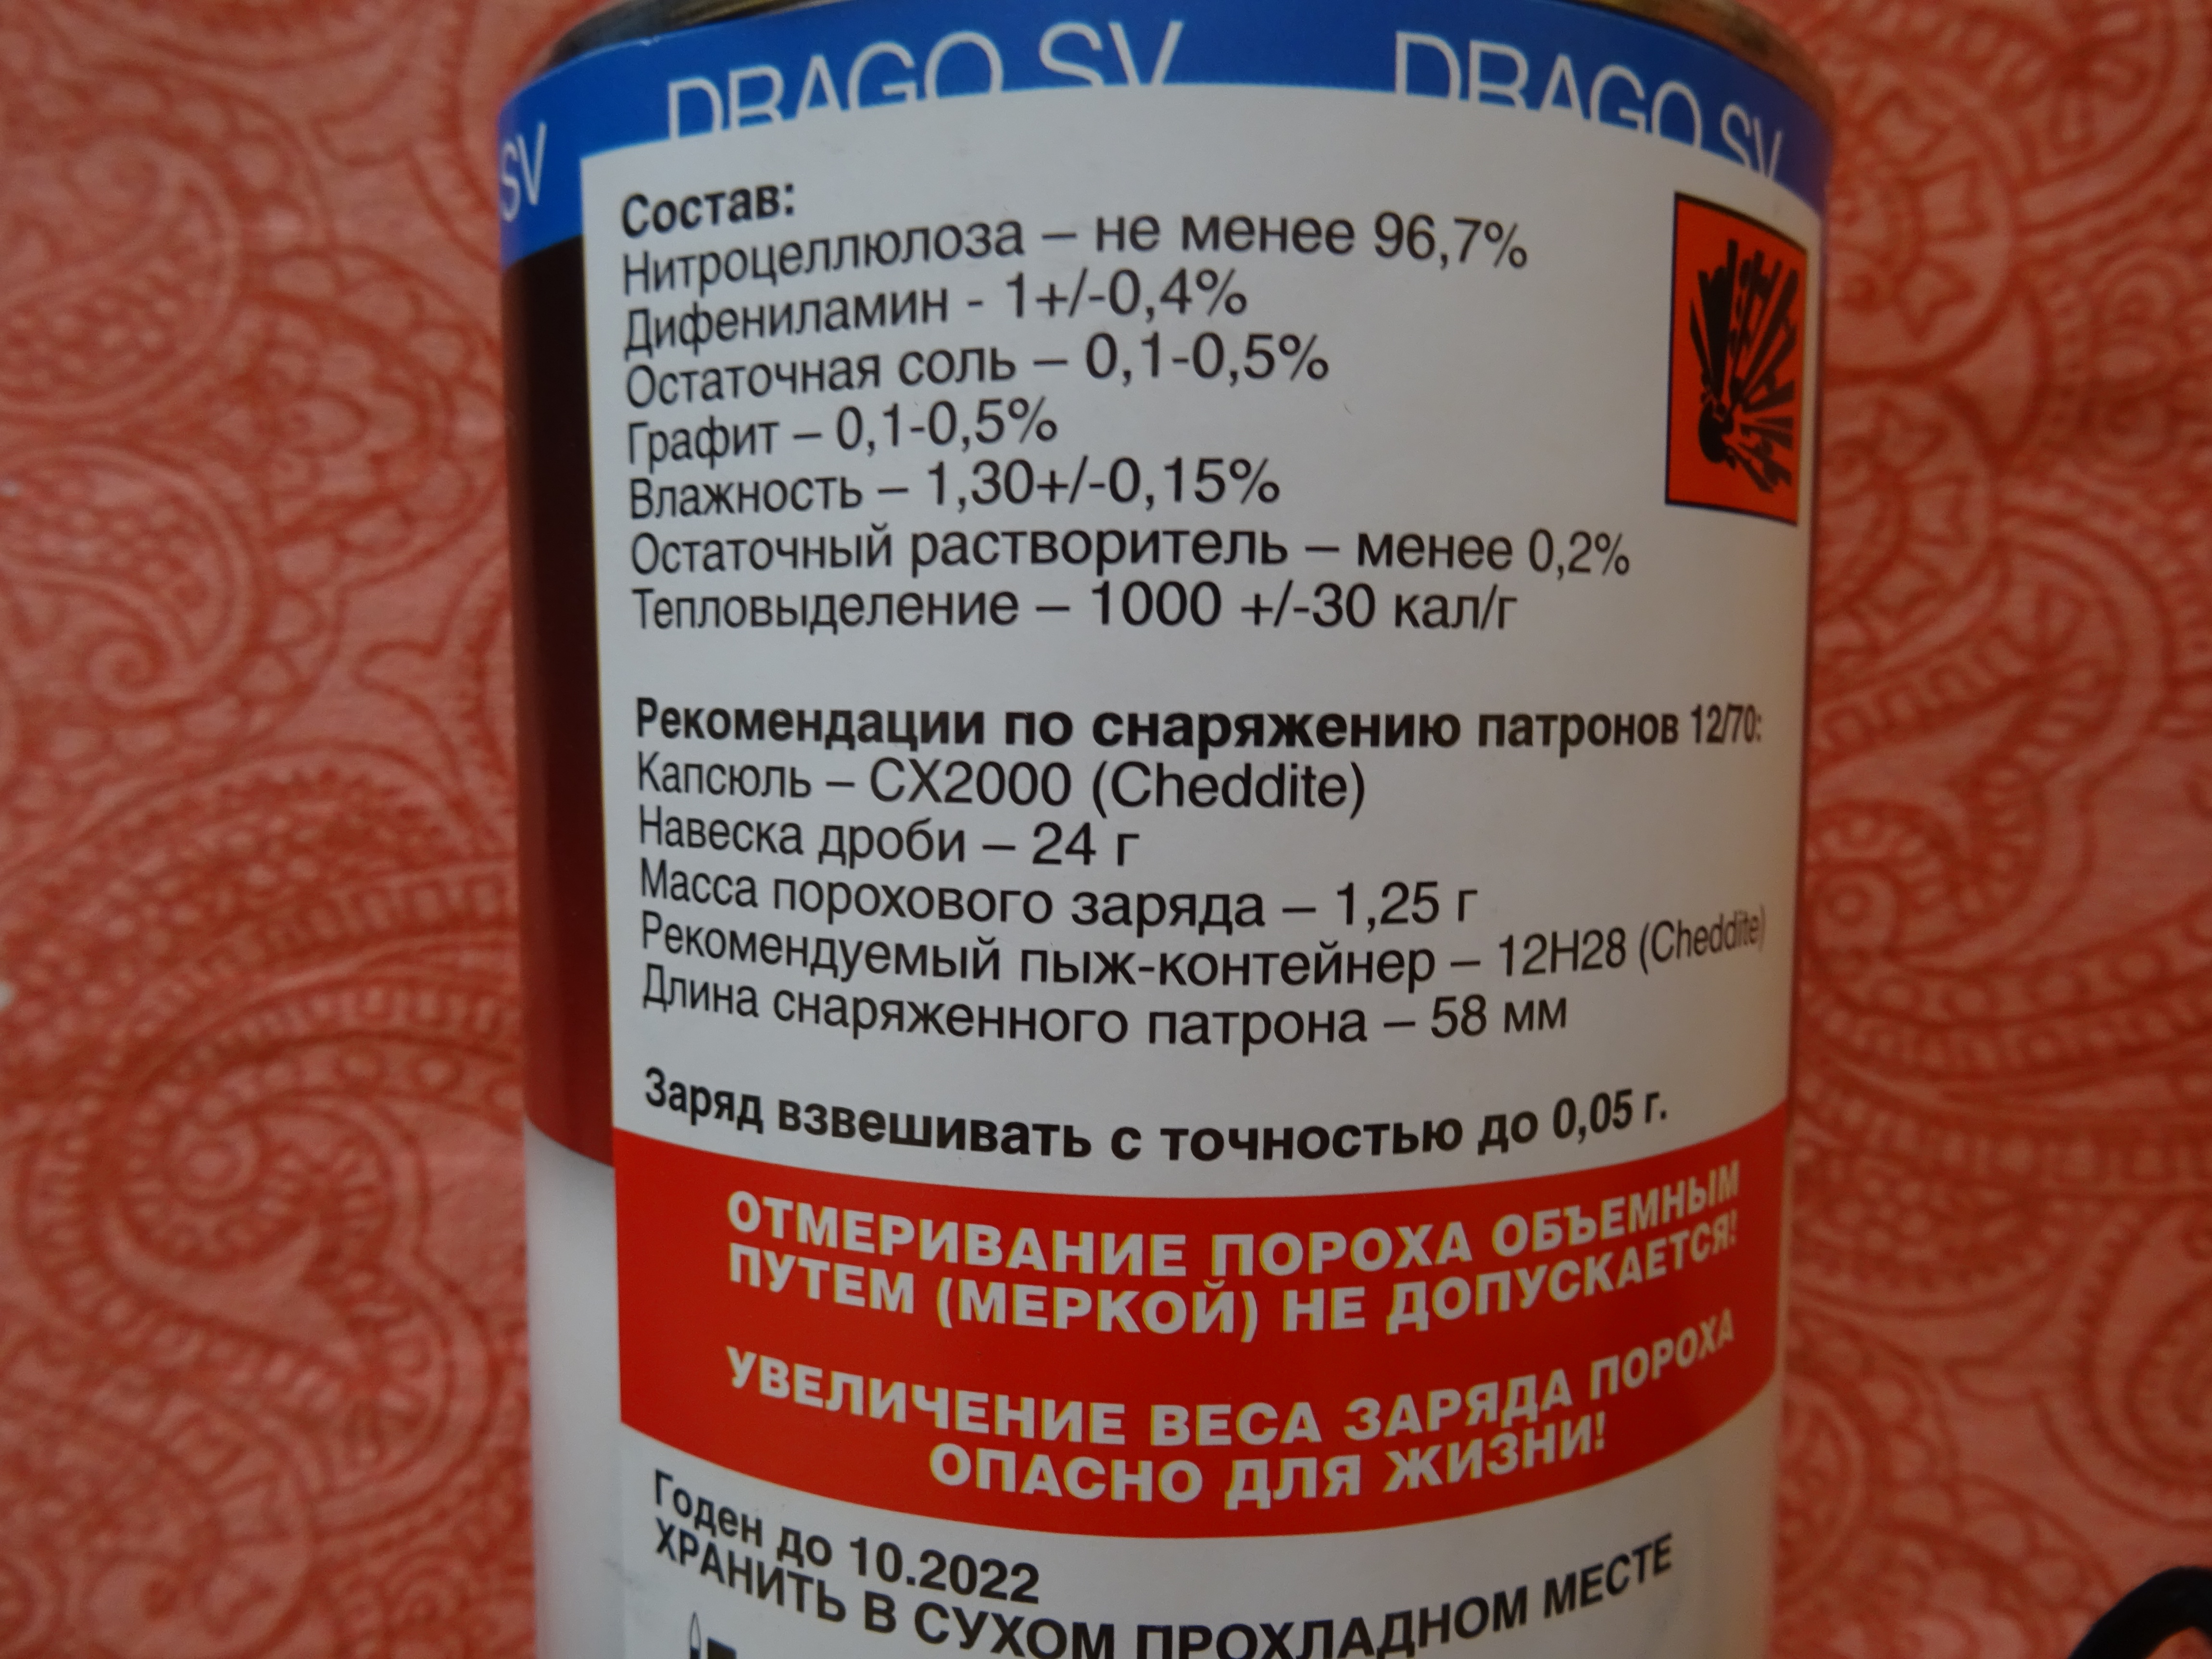 SV DRAGO SV DRAGO SV
Состав:
Нитроцеллюлоза – не менее 96,7%
Дифениламин - 1+/-0,4%
Остаточная соль – 0,1-0,5%
Графит – 0,1-0,5%
Влажность – 1,30+/-0,15%
Остаточный растворитель – менее 0,2%
Тепловыделение – 1000 +/-30 кал/г
Рекомендации по снаряжению патронов 12/70:
Капсюль – CX2000 (Cheddite)
Навеска дроби – 24 г
Масса порохового заряда – 1,25 г
Рекомендуемый пыж-контейнер – 12H28 (Cheddite)
Длина снаряженного патрона – 58 мм
Заряд взвешивать с точностью до 0,05 г.
ОТМЕРИВАНИЕ ПОРОХА ОБЪЕМНЫМ
ПУТЕМ (МЕРКОЙ) НЕ ДОПУСКАЕТСЯ!
УВЕЛИЧЕНИЕ ВЕСА ЗАРЯДА ПОРОХА
ОПАСНО ДЛЯ ЖИЗНИ!
Годен до 10.2022
ХРАНИТЬ В СУХОМ ПРОХЛАДНОМ МЕСТЕ